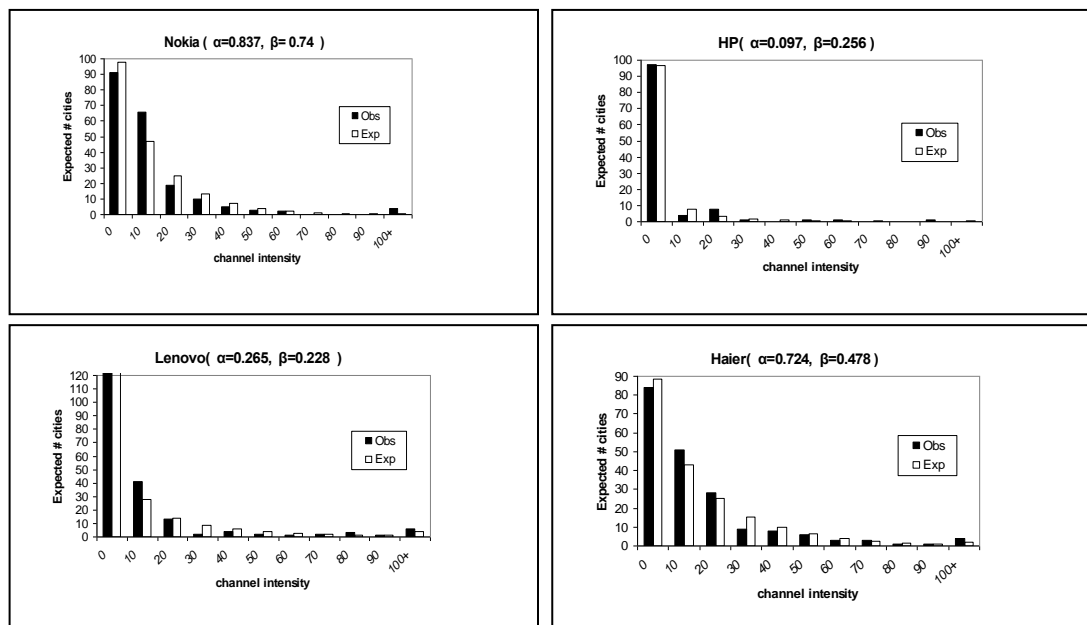 Nokia ( α=0.837, β= 0.74 )
Expected # cities
100
90
80
70
60
50
40
30
20
10
0
Obs
Exp
0 10 20 30 40 50 60 70 80 90 100+
channel intensity
HP( α=0.097, β=0.256 )
Expected # cities
100
90
80
70
60
50
40
30
20
10
0
Obs
Exp
0 10 20 30 40 50 60 70 80 90 100+
channel intensity
Lenovo( α=0.265, β=0.228 )
Expected # cities
120
110
100
90
80
70
60
50
40
30
20
10
0
Obs
Exp
0 10 20 30 40 50 60 70 80 90 100+
channel intensity
Haier( α=0.724, β=0.478 )
Expected # cities
90
80
70
60
50
40
30
20
10
0
Obs
Exp
0 10 20 30 40 50 60 70 80 90 100+
channel intensity